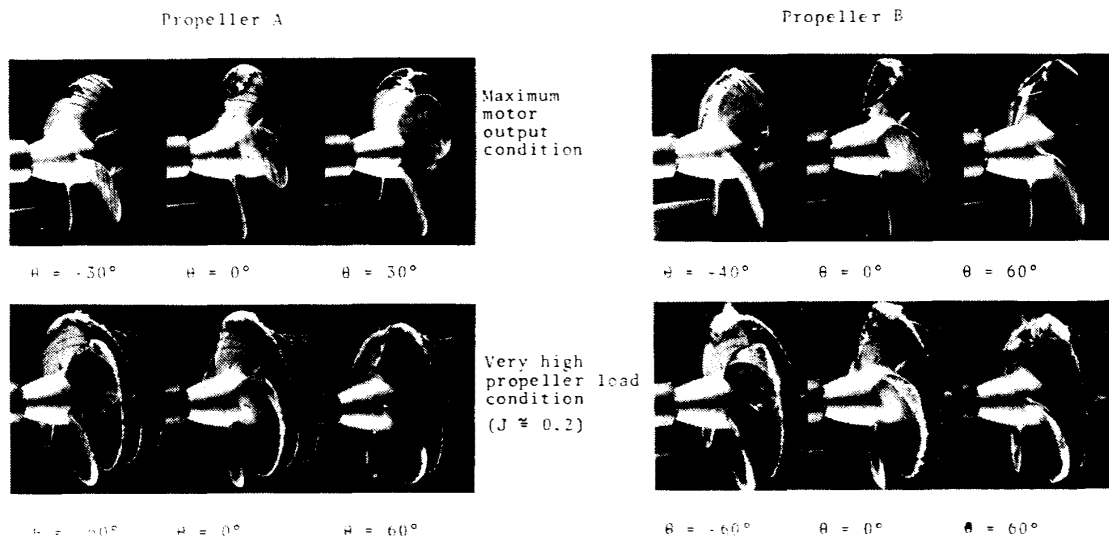 Propeller A
Propeller B
Maximum
motor
output
condition
θ = -30°
θ = 0°
θ = 30°
θ = -40°
θ = 0°
θ = 60°
Very high
propeller load
condition
(J ≅ 0.2)
θ = -60°
θ = 0°
θ = 60°
θ = -60°
θ = 0°
θ = 60°